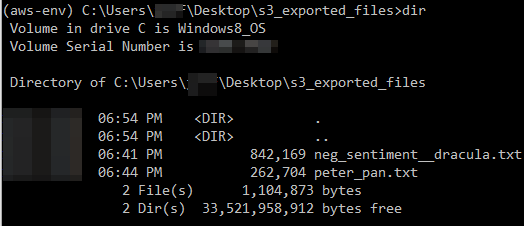 (aws-env) C:\Users\ \Desktop\s3_exported_files>dir
Volume in drive C is Windows8_OS
Volume Serial Number is
Directory of C:\Users\ \Desktop\s3_exported_files
06:54 PM <DIR> .
06:54 PM <DIR> ..
06:41 PM 842,169 neg_sentiment__dracula.txt
06:44 PM 262,704 peter_pan.txt
2 File(s) 1,104,873 bytes
2 Dir(s) 33,521,958,912 bytes free